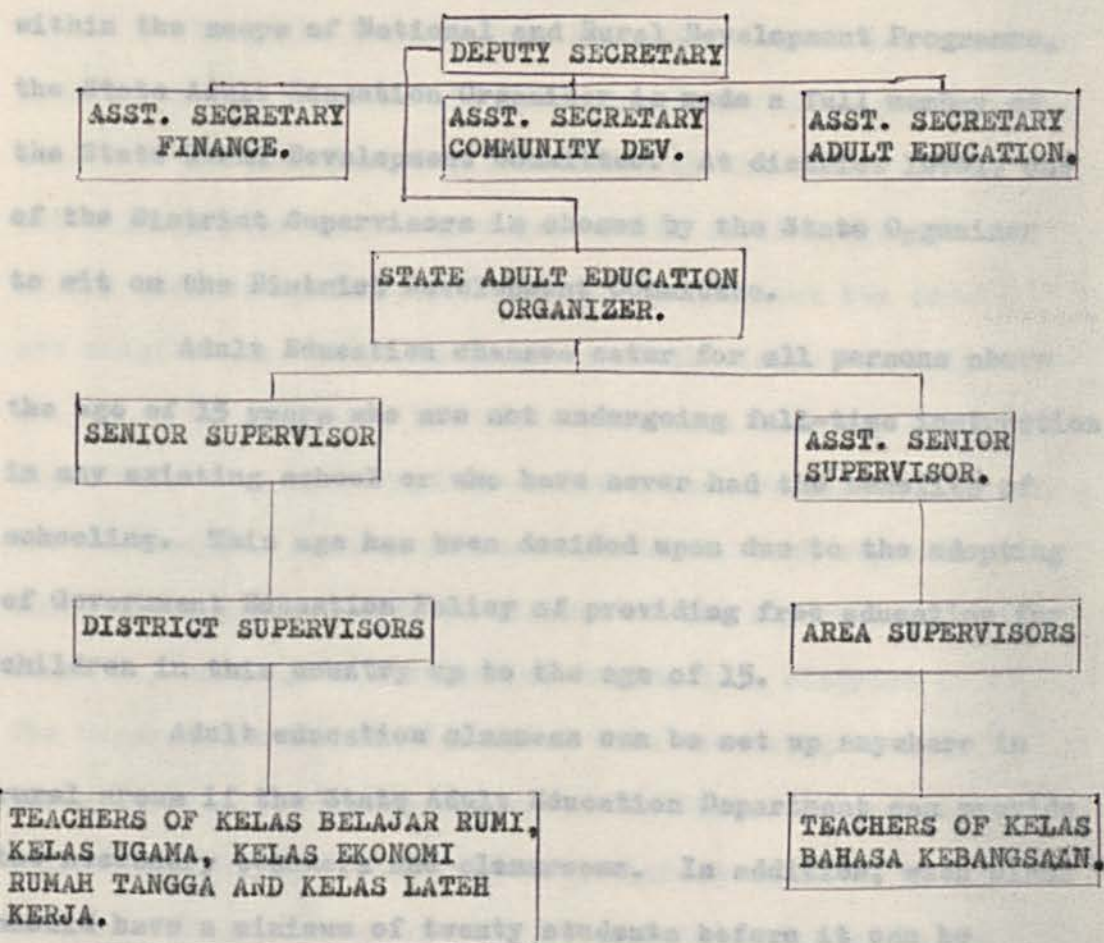 within the scope of National and Rural Development Programme,
DEPUTY SECRETARY
the State Adult Education Organizer is made a full member of
ASST. SECRETARY
FINANCE.
ASST. SECRETARY
COMMUNITY DEV.
ASST. SECRETARY
ADULT EDUCATION.
the State Development Committee. At district level,
of the District Supervisors is chosen by the State Organizer
STATE ADULT EDUCATION
ORGANIZER.
to sit on the District Development Committee.
Adult Education classes cater for all persons above
the age of 15 years who are not undergoing full-time instruction
SENIOR SUPERVISOR
ASST. SENIOR
SUPERVISOR.
in any existing school or who have never had the benefits of
schooling. This age has been decided upon due to the adopting
of Government Education Policy of providing free education for
DISTRICT SUPERVISORS
AREA SUPERVISORS
children in this country up to the age of 15.
Adult education classes can be set up anywhere in
rural areas if the State Adult Education Department can provide
TEACHERS OF KELAS BELAJAR RUMI,
KELAS UGAMA, KELAS EKONOMI
RUMAH TANGGA AND KELAS LATEH
KERJA.
TEACHERS OF KELAS
BAHASA KEBANGSAAN.
classrooms. In addition, each
should have a minimum of twenty students before it can be